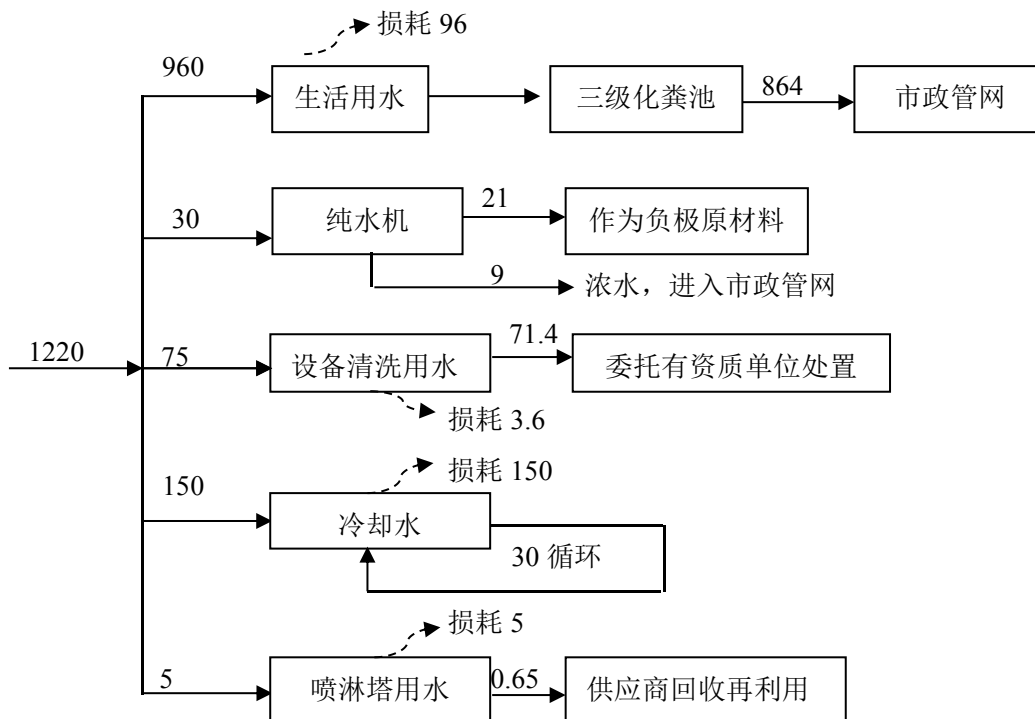 损耗 96
960
生活用水
三级化粪池
864
市政管网
30
纯水机
21
作为负极原材料
9
浓水，进入市政管网
1220
75
设备清洗用水
71.4
委托有资质单位处置
损耗 3.6
损耗 150
150
冷却水
30 循环
损耗 5
5
喷淋塔用水
0.65
供应商回收再利用